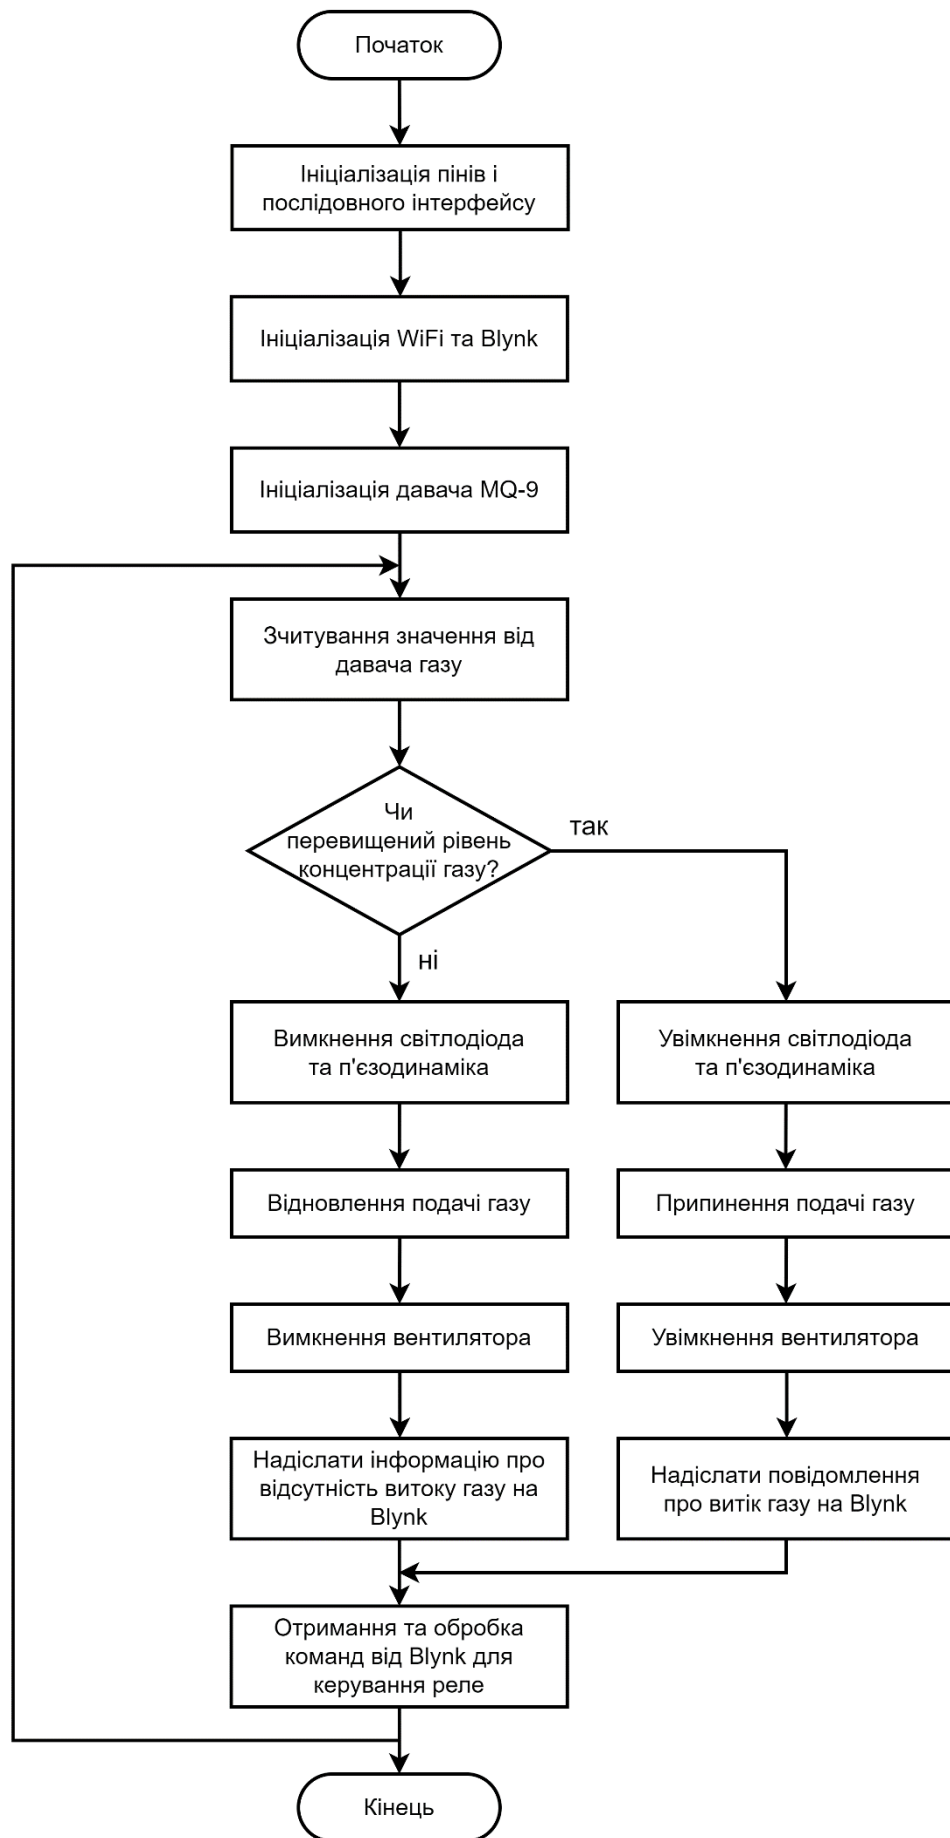 Початок
Ініціалізація пінів і
послідовного інтерфейсу
Ініціалізація WiFi та Blynk
Ініціалізація давача MQ-9
Зчитування значення від
давача газу
Чи
перевищений рівень
концентрації газу?
так
ні
Вимкнення світлодіода
та п'єзодинаміка
Увімкнення світлодіода
та п'єзодинаміка
Відновлення подачі газу
Припинення подачі газу
Вимкнення вентилятора
Увімкнення вентилятора
Надіслати інформацію про
відсутність витоку газу на
Blynk
Надіслати повідомлення
про витік газу на Blynk
Отримання та обробка
команд від Blynk для
керування реле
Кінець